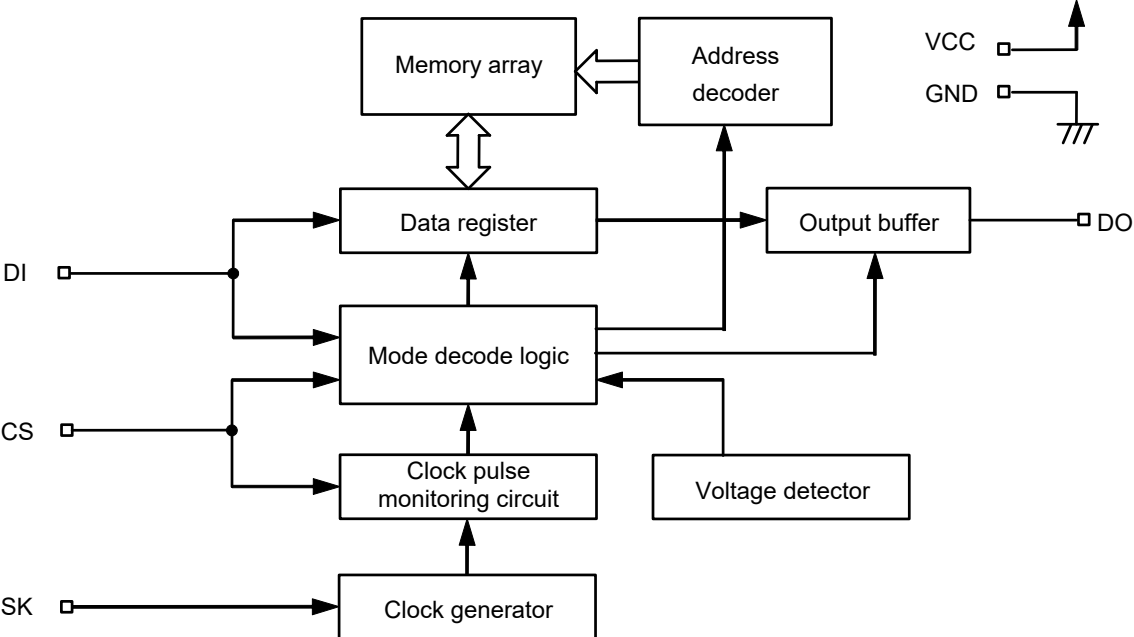 Memory array
Address
decoder
VCC
GND
Data register
Output buffer
DO
DI
Mode decode logic
CS
Clock pulse
monitoring circuit
Voltage detector
SK
Clock generator